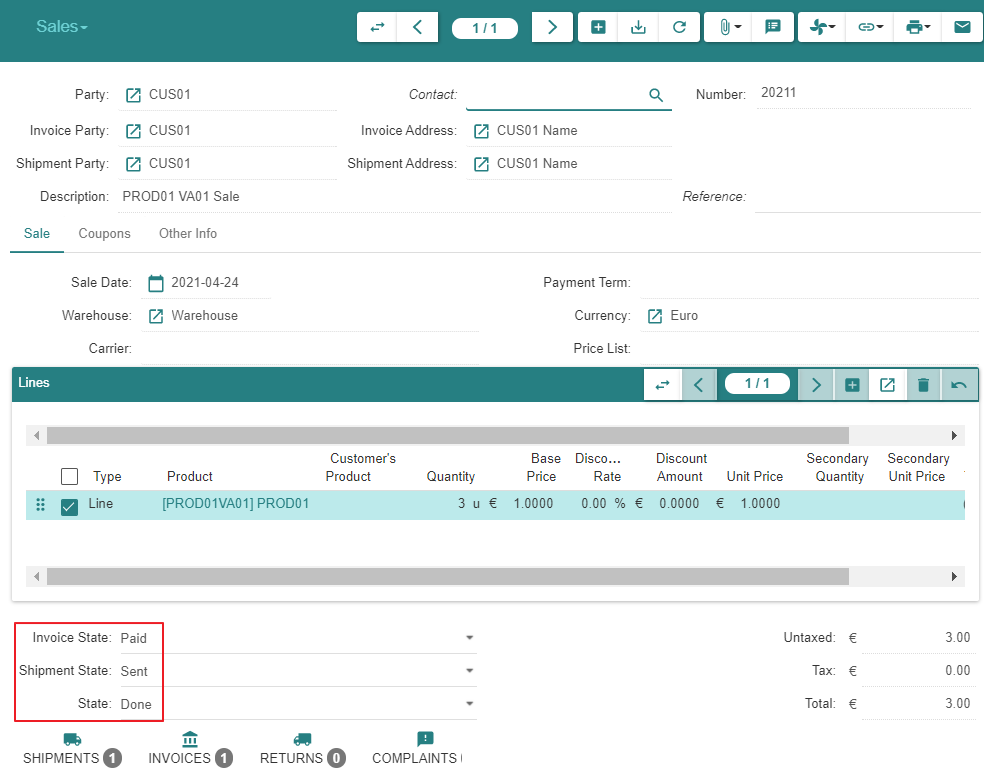 Sales
1 / 1
Party: CUS01 Contact: Number: 20211
Invoice Party: CUS01 Invoice Address: CUS01 Name
Shipment Party: CUS01 Shipment Address: CUS01 Name
Description: PROD01 VA01 Sale Reference:
Sale Coupons Other Info
Sale Date: 2021-04-24 Payment Term:
Warehouse: Warehouse Currency: Euro
Carrier: Price List:
Lines 1 / 1
Customer's Base Disco... Discount Secondary Secondary
Type Product Product Quantity Price Rate Amount Unit Price Quantity Unit Price
Line [PROD01VA01] PROD01 3 u € 1.0000 0.00 % € 0.0000 € 1.0000
Invoice State: Paid Untaxed: € 3.00
Shipment State: Sent Tax: € 0.00
State: Done Total: € 3.00
SHIPMENTS 1 INVOICES 1 RETURNS 0 COMPLAINTS